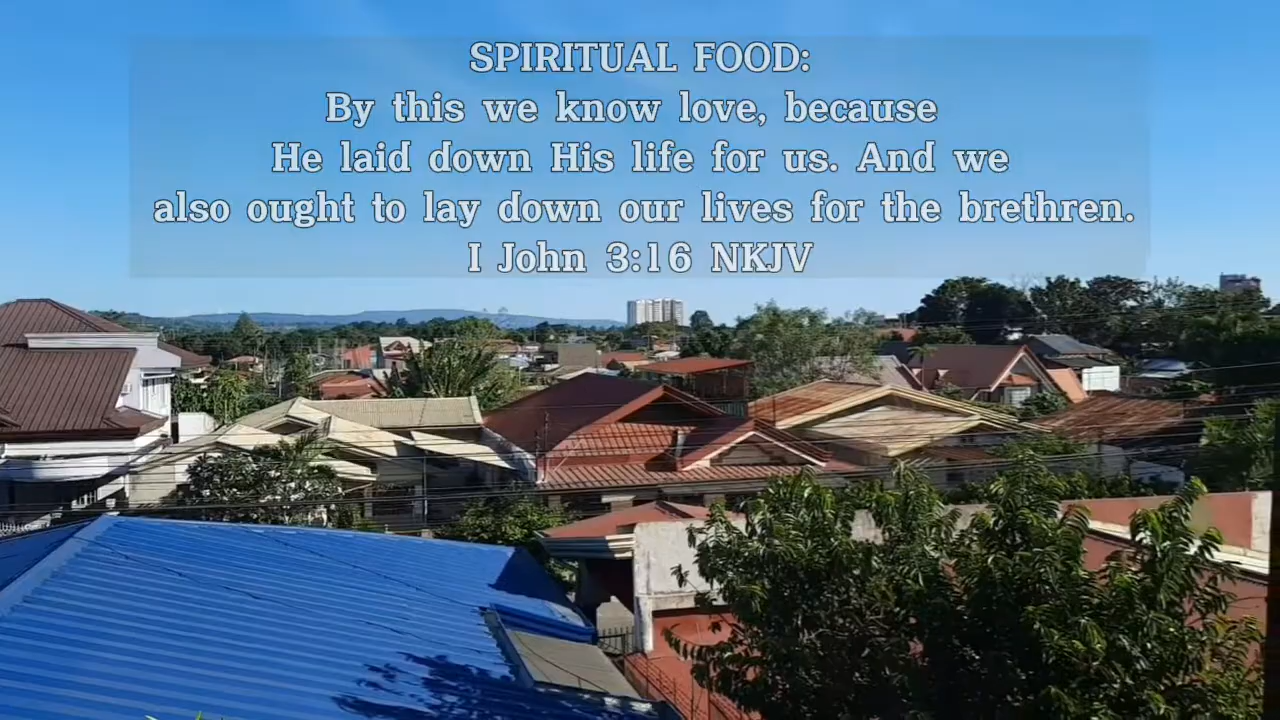 SPIRITUAL FOOD:
By this we know love, because
He laid down His life for us. And we
also ought to lay down our lives for the brethren.
I John 3:16 NKJV